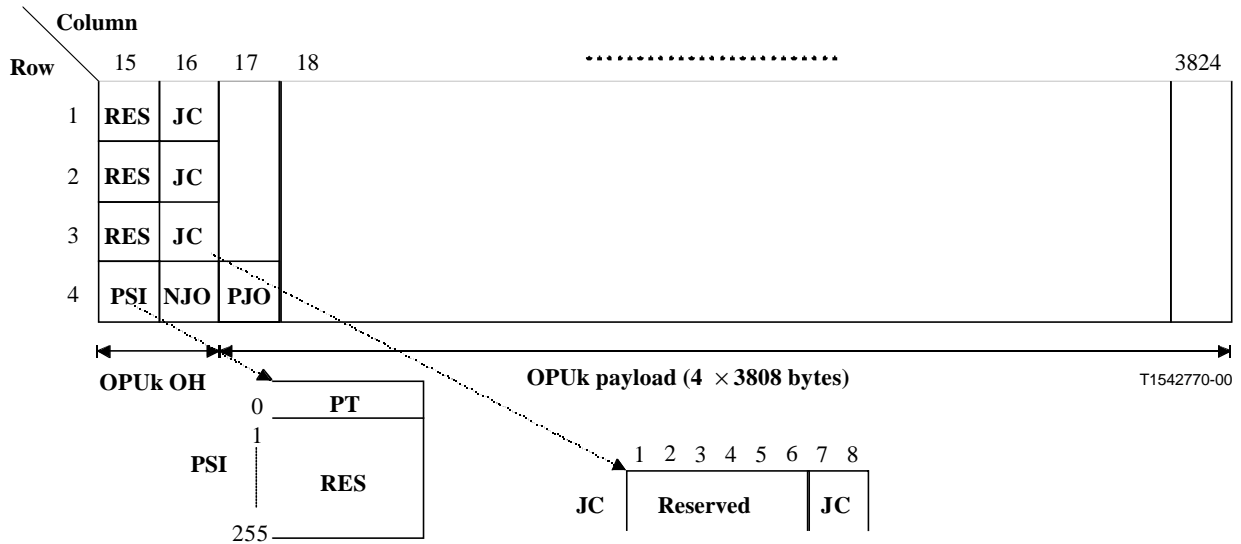 Column
Row 15 16 17 18 3824
1 RES JC
2 RES JC
3 RES JC
4 PSI NJO PJO
OPUk OH OPUk payload (4 × 3808 bytes) T1542770-00
0 PT
1
PSI RES
255
1 2 3 4 5 6 7 8
JC Reserved JC